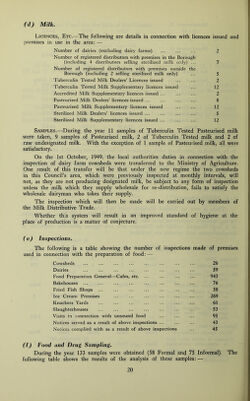 (d) Milk.
LICENCES, ETC.—The following are details in connection with licences issued and
premises in use in the area:—
Number of dairies (excluding dairy farms) ... 2
Number of registered distributors with premises in the Borough
(including 4 distributors selling sterilised milk only) ... 7
Number of registered distributors with premises outside the
Borough (including 2 selling sterilised milk only) ... 5
Tuberculin Tested Milk Dealers' Licences issued ... 2
Tuberculin Tested Milk Supplementary licences issued ... 12
Accredited Milk Supplementary licences issued ... 2
Pasteurised Milk Dealers' licences issued ...
Pasteurised Milk Supplementary licences issued ... 11
Sterilised Milk Dealers' licences issued ...
Sterilised Milk Supplementary licences issued ...
SAMPLES.—During the year 11 samples of Tuberculin Tested Pasteurised milk
were taken, 9 samples of Pasteurised milk, 2 of Tuberculin Tested milk and 2 of
raw undesignated milk. With the exception of 1 sample of Pasteurised milk, all were
satisfactory.
On the 1st October, 1949, the local authorities duties in connection with the
inspection of dairy farm cowsheds were transferred to the Ministry of Agriculture.
One result of this transfer will be that under the new regime the two cowsheds
in this Council's area, which were previously inspected at monthly intervals, will
not, as they are not producing designated milk, be subject to any form of inspection
unless the milk which they supply wholesale for re-distribution, fails to satisfy the
wholesale dairyman who takes their supply.
The inspection which will then be made will be carried out by members of
the Milk Distributive Trade.
Whether this system will result in an improved standard of hygiene at the
place of production is a matter of conjecture.
(e) Inspections.
The following is a table showing the number of inspections made of premises
used in connection with the preparation of food:—
Cowsheds ... 26
Dairies ... 59
Food Preparation General—Cafes, etc. ... 943
Bakehouses ... 76
Fried Fish Shops ... 38
Ice Cream Premises ... 269
Knackers Yards ... 60
Slaughterhouses ... 53
Visits in connection with unsound food ... 95
Notices served as a result of above inspections ... 42
Notices complied with as a result of above inspections ... 45
(f) Food and Drug Sampling.
During the year 133 samples were obtained (58 Formal and 75 Informal). The
following table shows the results of the analysis of these samples:—
20